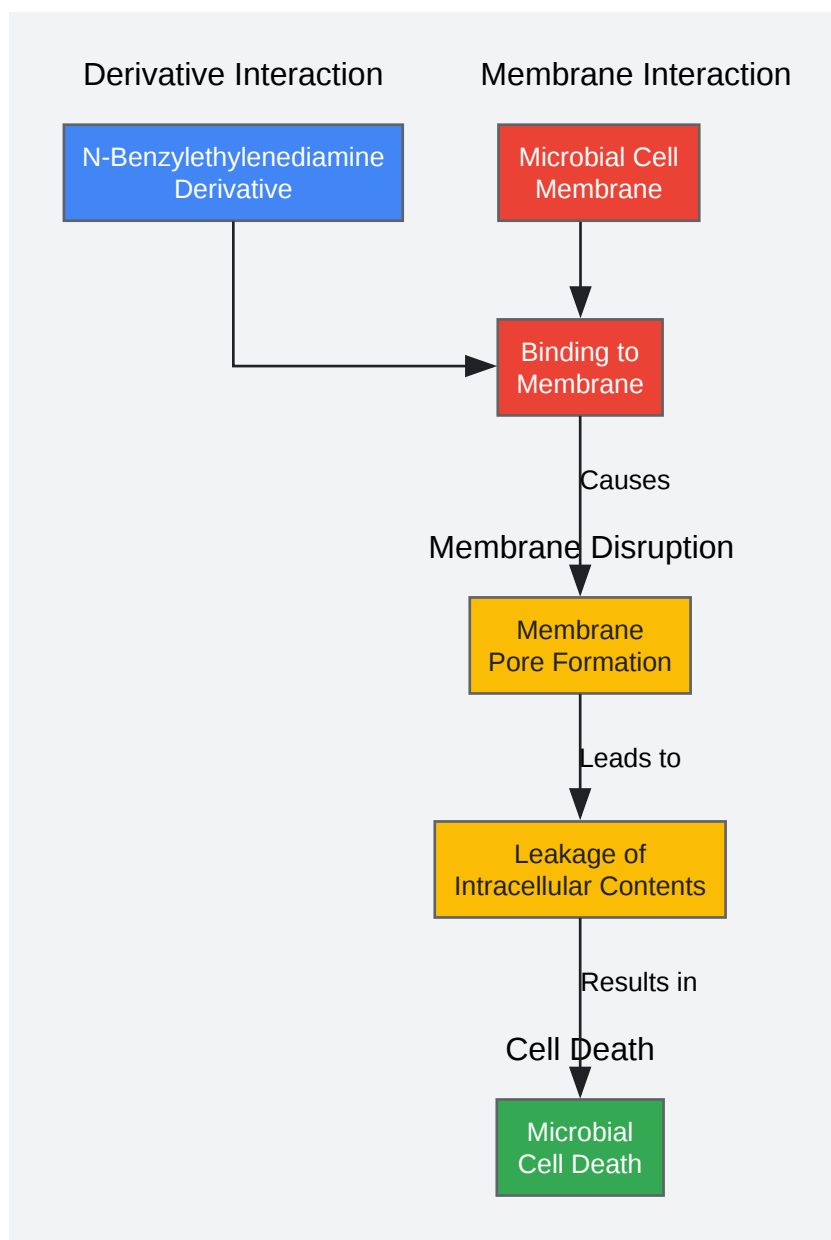 Derivative Interaction
Membrane Interaction
N-Benzylethylenediamine
Derivative
Microbial Cell
Membrane
Binding to
Membrane
Causes
Membrane Disruption
Membrane
Pore Formation
Leads to
Leakage of
Intracellular Contents
Results in
Cell Death
Microbial
Cell Death